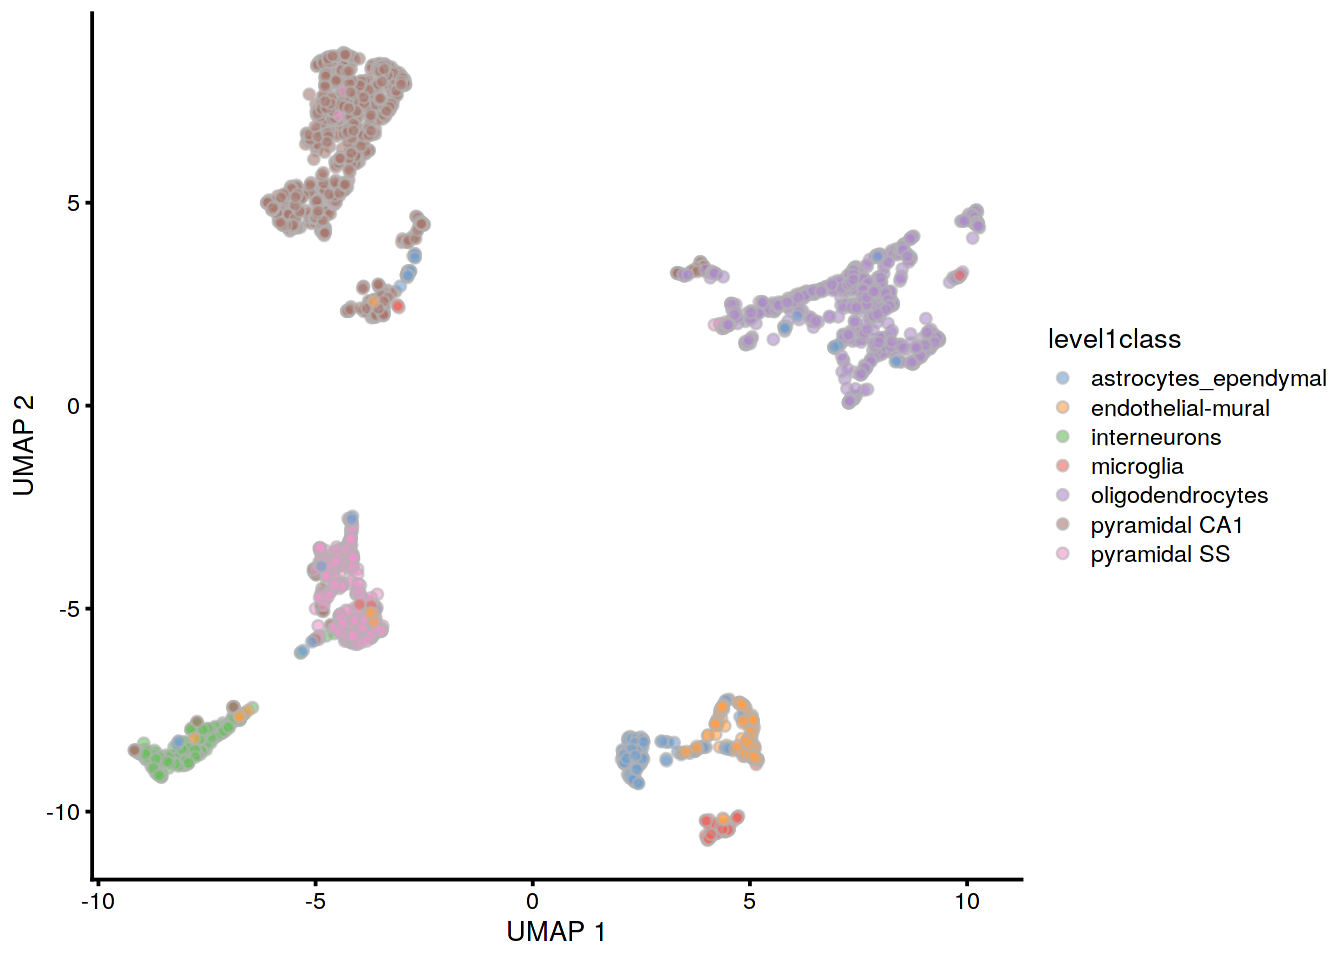 UMAP 2
5
0
-5
-10
-10
-5
0
5
10
UMAP 1
level1class
astrocytes_ependymal
endothelial-mural
interneurons
microglia
oligodendrocytes
pyramidal CA1
pyramidal SS